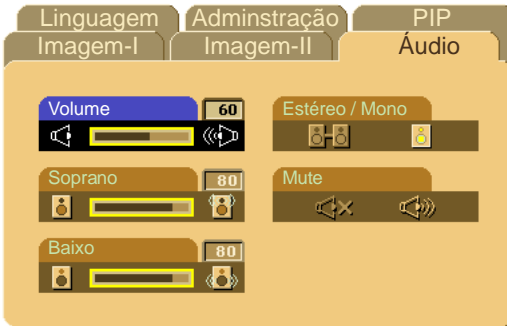 Linguagem Adminstração PIP
Imagem-I Imagem-II Áudio
Volume 60 Estéreo / Mono
Soprano 80 Mute
Baixo 80